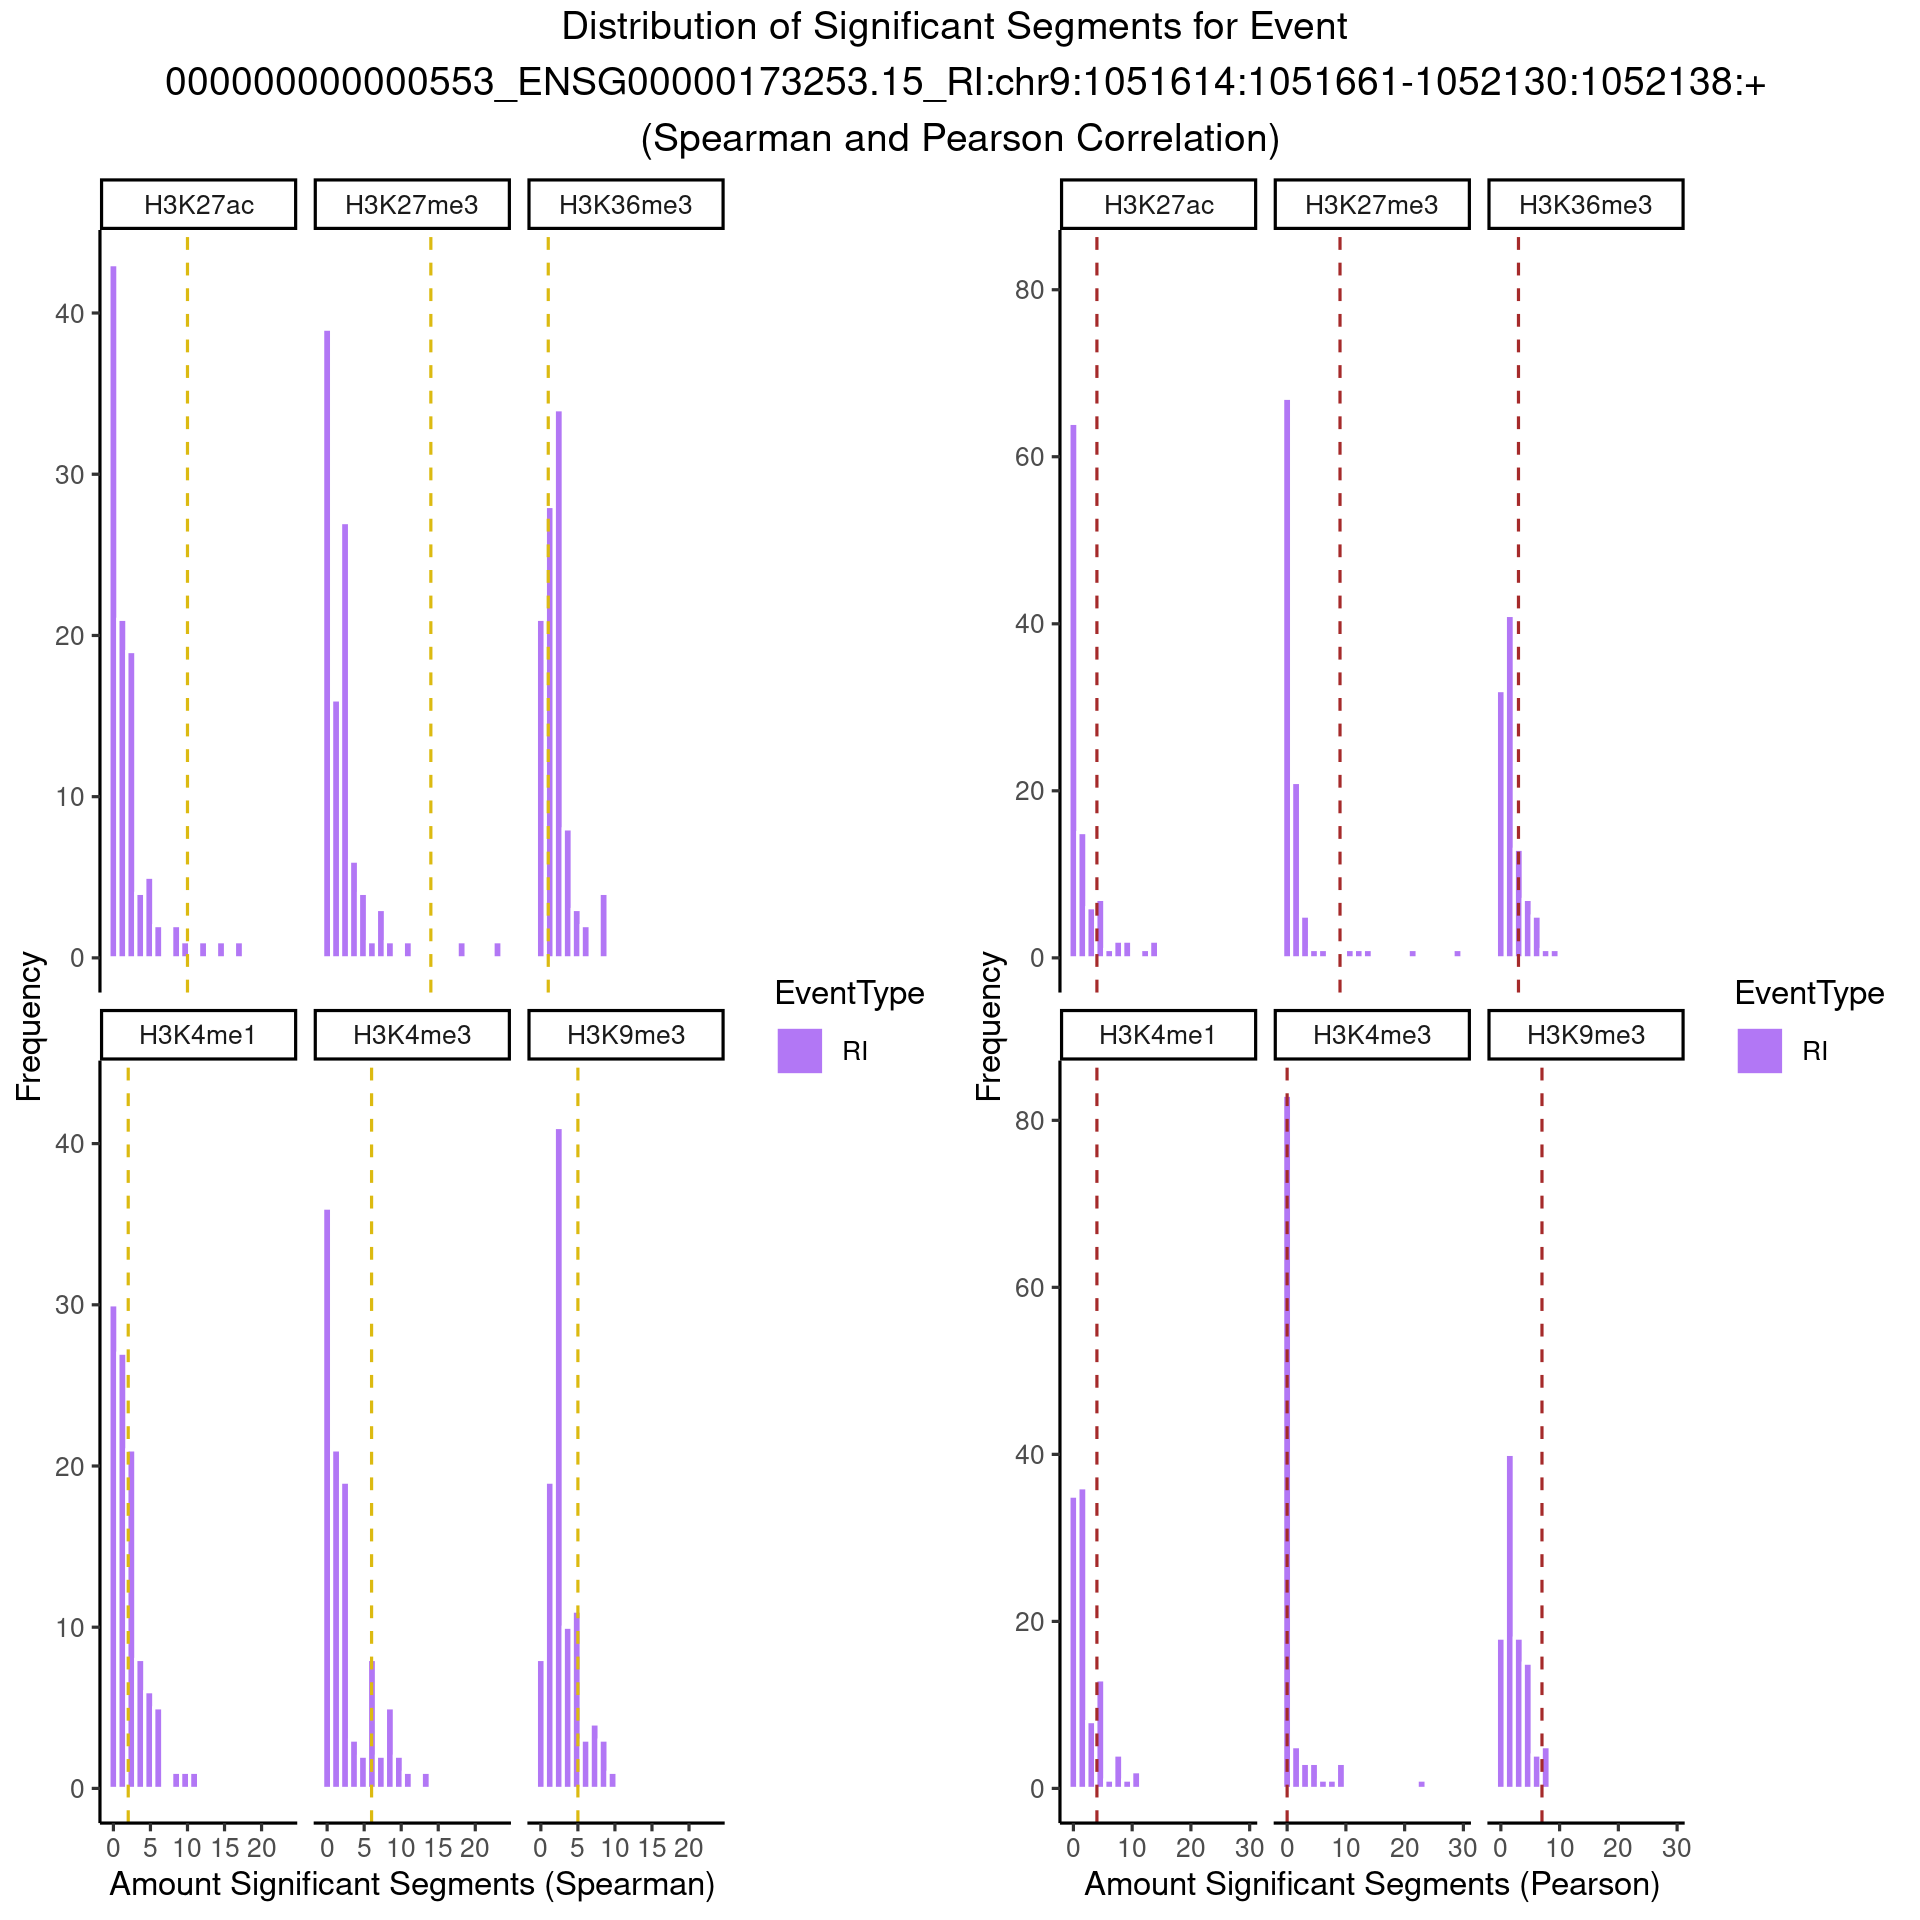 Distribution of Significant Segments for Event
000000000000553_ENSG00000173253.15_RI:chr9:1051614:1051661-1052130:1052138:+
(Spearman and Pearson Correlation)
H3K27ac H3K27me3 H3K36me3
40
30
20
10
0
H3K4me1 H3K4me3 H3K9me3
40
30
20
10
0
0 5 10 15 20 0 5 10 15 20 0 5 10 15 20
Frequency
Amount Significant Segments (Spearman)
EventType
RI
H3K27ac H3K27me3 H3K36me3
80
60
40
20
0
H3K4me1 H3K4me3 H3K9me3
80
60
40
20
0
0 10 20 30 0 10 20 30 0 10 20 30
Frequency
Amount Significant Segments (Pearson)
EventType
RI